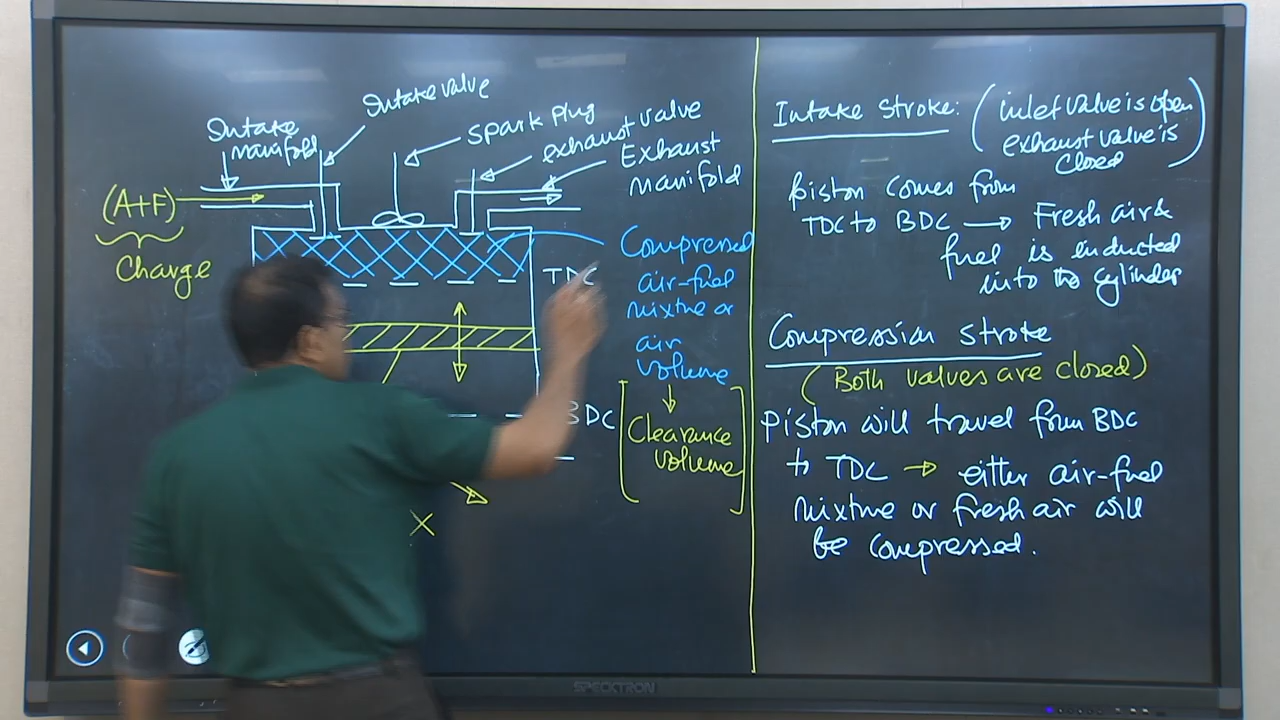 Intake valve
Intake
manifold
spark plug
exhaust valve
Exhaust
manifold
(A+F)
Charge
TDC
Compressed
air-fuel
mixture or
air
volume
BDC
Clearance
volume
X
Intake Stroke: (inlet valve is open
exhaust valve is
closed)
Piston comes from
TDC to BDC → Fresh air &
fuel is inducted
into the cylinder
Compression stroke
(Both valves are closed)
Piston will travel from BDC
to TDC → either air-fuel
mixture or fresh air will
be compressed.
SPECKTRON